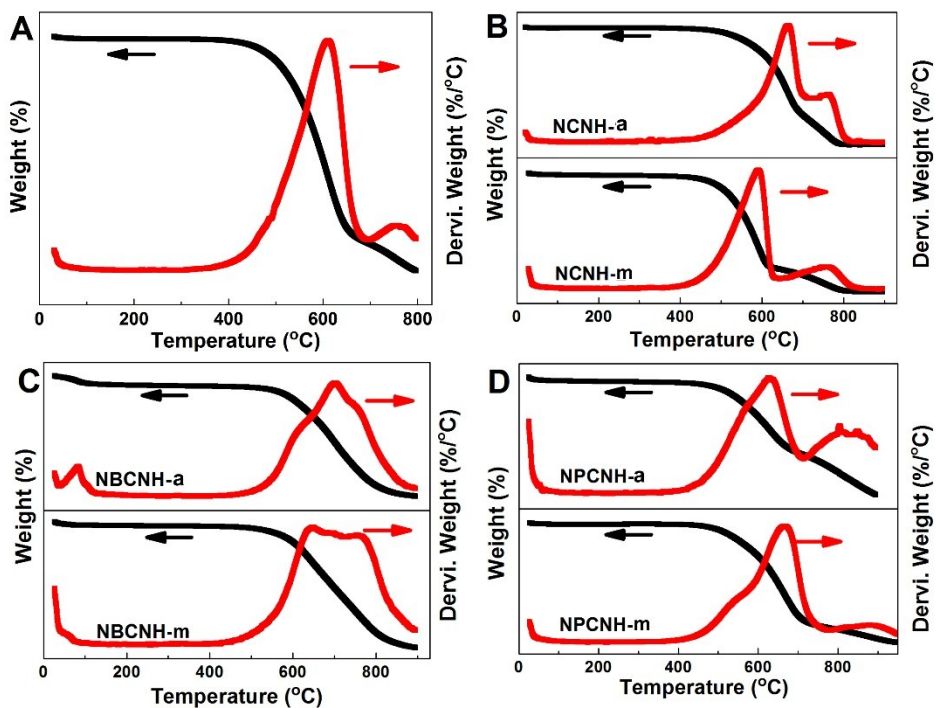 A
Weight (%)
Dervi. Weight (%/°C)
0 200 400 600 800
Temperature (°C)
B
NCNH-a
NCNH-m
Weight (%)
Dervi. Weight (%/°C)
0 200 400 600 800
Temperature (°C)
C
NBCNH-a
NBCNH-m
Weight (%)
Dervi. Weight (%/°C)
0 200 400 600 800
Temperature (°C)
D
NPCNH-a
NPCNH-m
Weight (%)
Dervi. Weight (%/°C)
0 200 400 600 800
Temperature (°C)